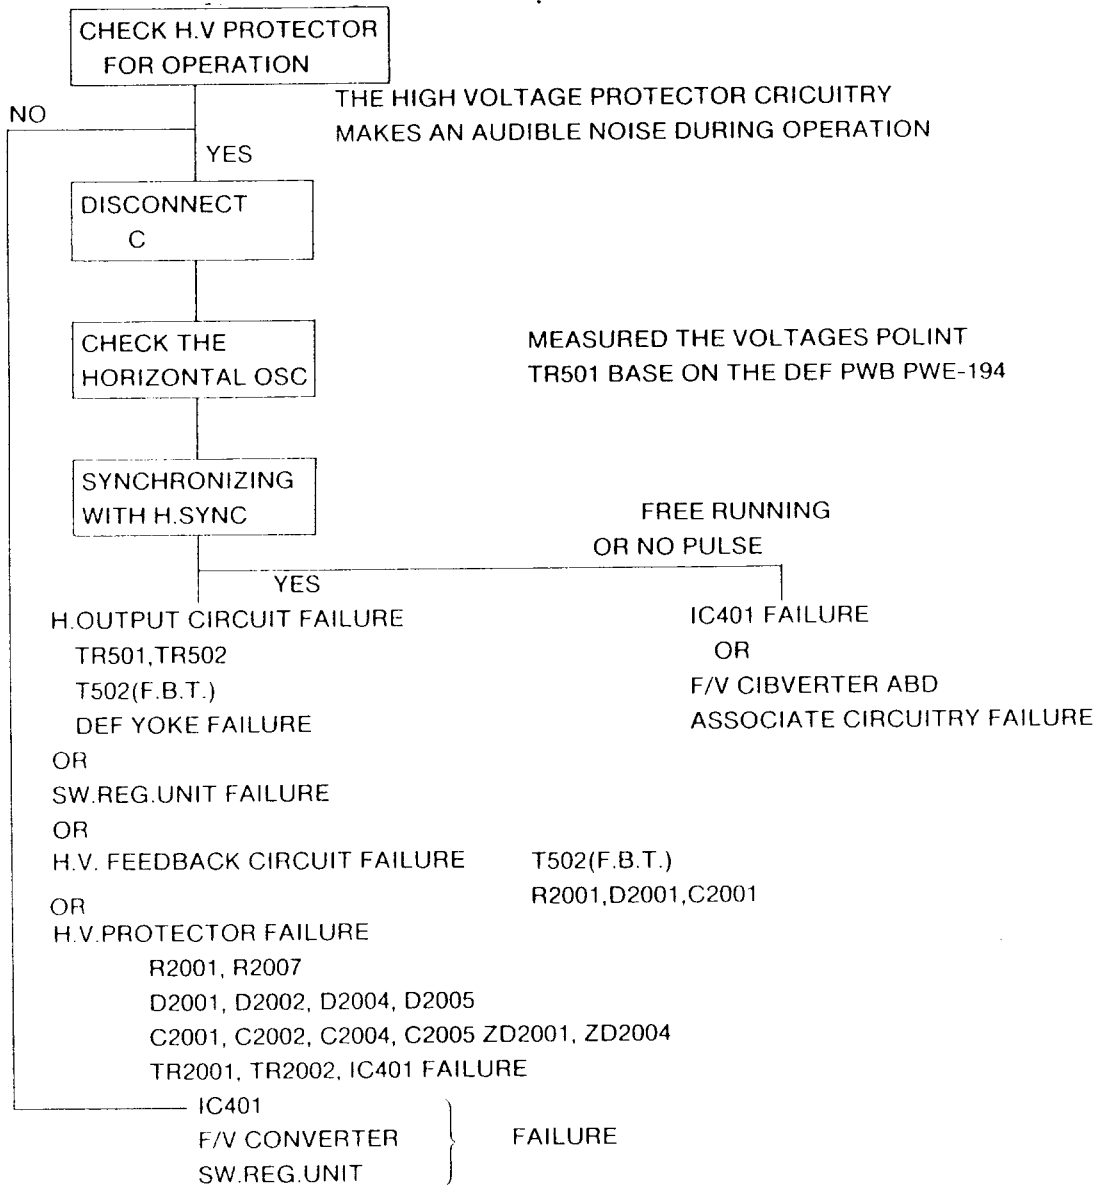 CHECK H.V PROTECTOR
FOR OPERATION
NO
THE HIGH VOLTAGE PROTECTOR CRICUITRY
MAKES AN AUDIBLE NOISE DURING OPERATION
YES
DISCONNECT
C
CHECK THE
HORIZONTAL OSC
MEASURED THE VOLTAGES POLINT
TR501 BASE ON THE DEF PWB PWE-194
SYNCHRONIZING
WITH H.SYNC
FREE RUNNING
OR NO PULSE
YES
H.OUTPUT CIRCUIT FAILURE
TR501,TR502
T502(F.B.T.)
DEF YOKE FAILURE
IC401 FAILURE
OR
F/V CIBVERTER ABD
ASSOCIATE CIRCUITRY FAILURE
OR
SW.REG.UNIT FAILURE
OR
H.V. FEEDBACK CIRCUIT FAILURE T502(F.B.T.)
R2001,D2001,C2001
OR
H.V.PROTECTOR FAILURE
R2001, R2007
D2001, D2002, D2004, D2005
C2001, C2002, C2004, C2005 ZD2001, ZD2004
TR2001, TR2002, IC401 FAILURE
IC401
F/V CONVERTER FAILURE
SW.REG.UNIT